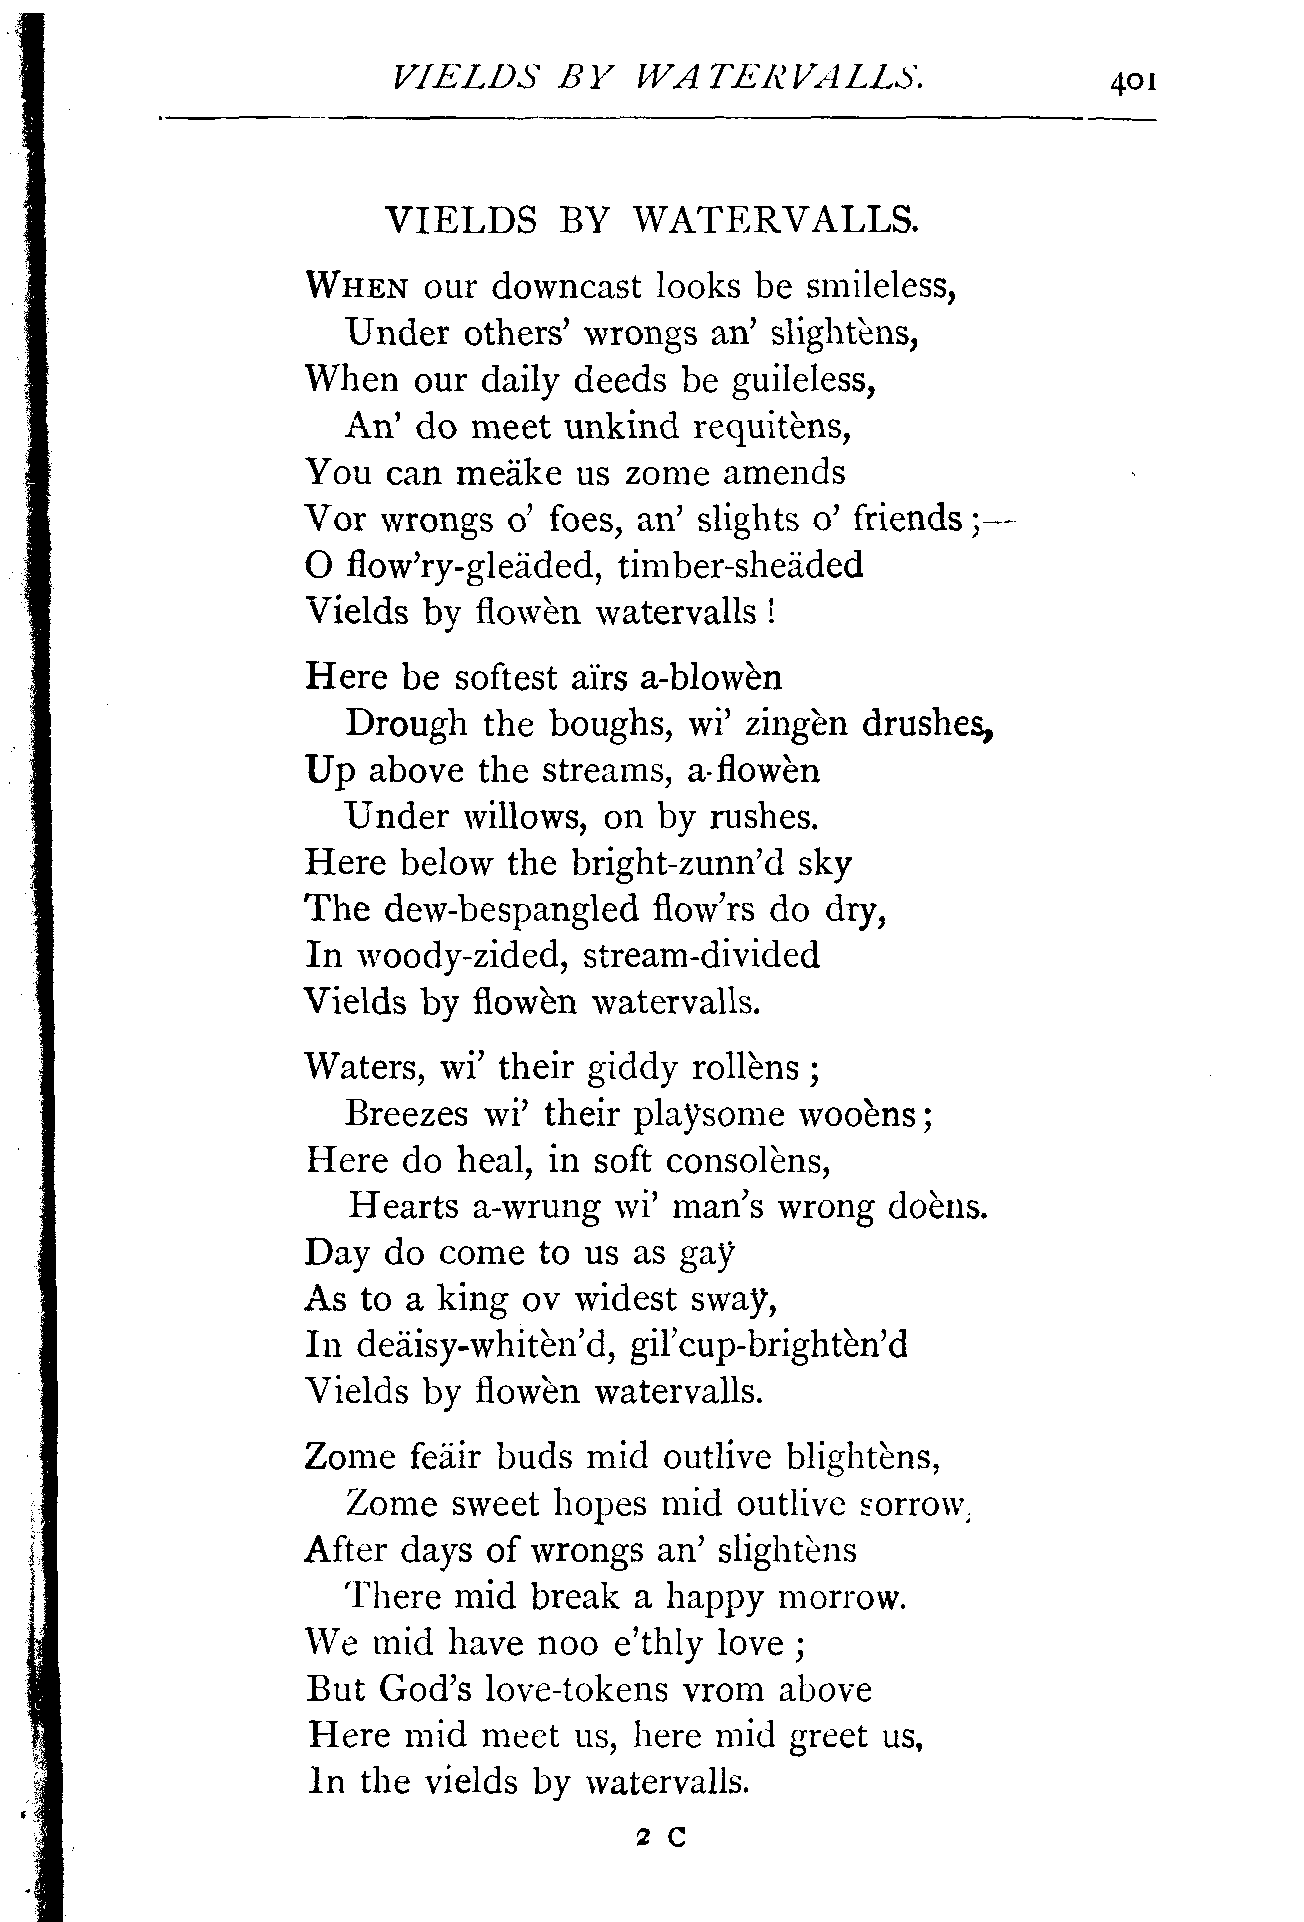 VIELDS BY WATERVALLS. 401
VIELDS BY WATERVALLS.
WHEN our downcast looks be smileless,
Under others' wrongs an' slightèns,
When our daily deeds be guileless,
An' do meet unkind requitèns,
You can meäke us zome amends
Vor wrongs o' foes, an' slights o' friends ;—
O flow'ry-gleäded, timber-sheäded
Vields by flowèn watervalls !
Here be softest aïrs a-blowèn
Drough the boughs, wi' zingèn drushes,
Up above the streams, a-flowèn
Under willows, on by rushes.
Here below the bright-zunn'd sky
The dew-bespangled flow'rs do dry,
In woody-zided, stream-divided
Vields by flowèn watervalls.
Waters, wi' their giddy rollèns ;
Breezes wi' their plaÿsome wooèns ;
Here do heal, in soft consolèns,
Hearts a-wrung wi' man's wrong doèns.
Day do come to us as gaÿ
As to a king ov widest swaÿ,
In deäisy-whitèn'd, gil'cup-brightèn'd
Vields by flowèn watervalls.
Zome feäir buds mid outlive blightèns,
Zome sweet hopes mid outlive sorrow,
After days of wrongs an' slightèns
There mid break a happy morrow.
We mid have noo e'thly love ;
But God's love-tokens vrom above
Here mid meet us, here mid greet us,
In the vields by watervalls.
2 C